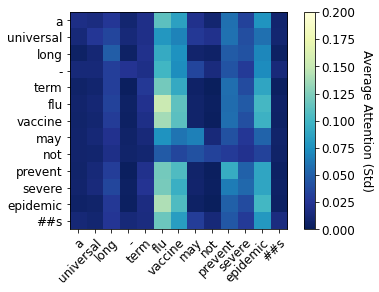 a
universal
long
-
term
flu
vaccine
may
not
prevent
severe
epidemic
##s
a
universal
long
-
term
flu
vaccine
may
not
prevent
severe
epidemic
##s
0.200
0.175
0.150
0.125
0.100
0.075
0.050
0.025
0.000
Average Attention (Std)